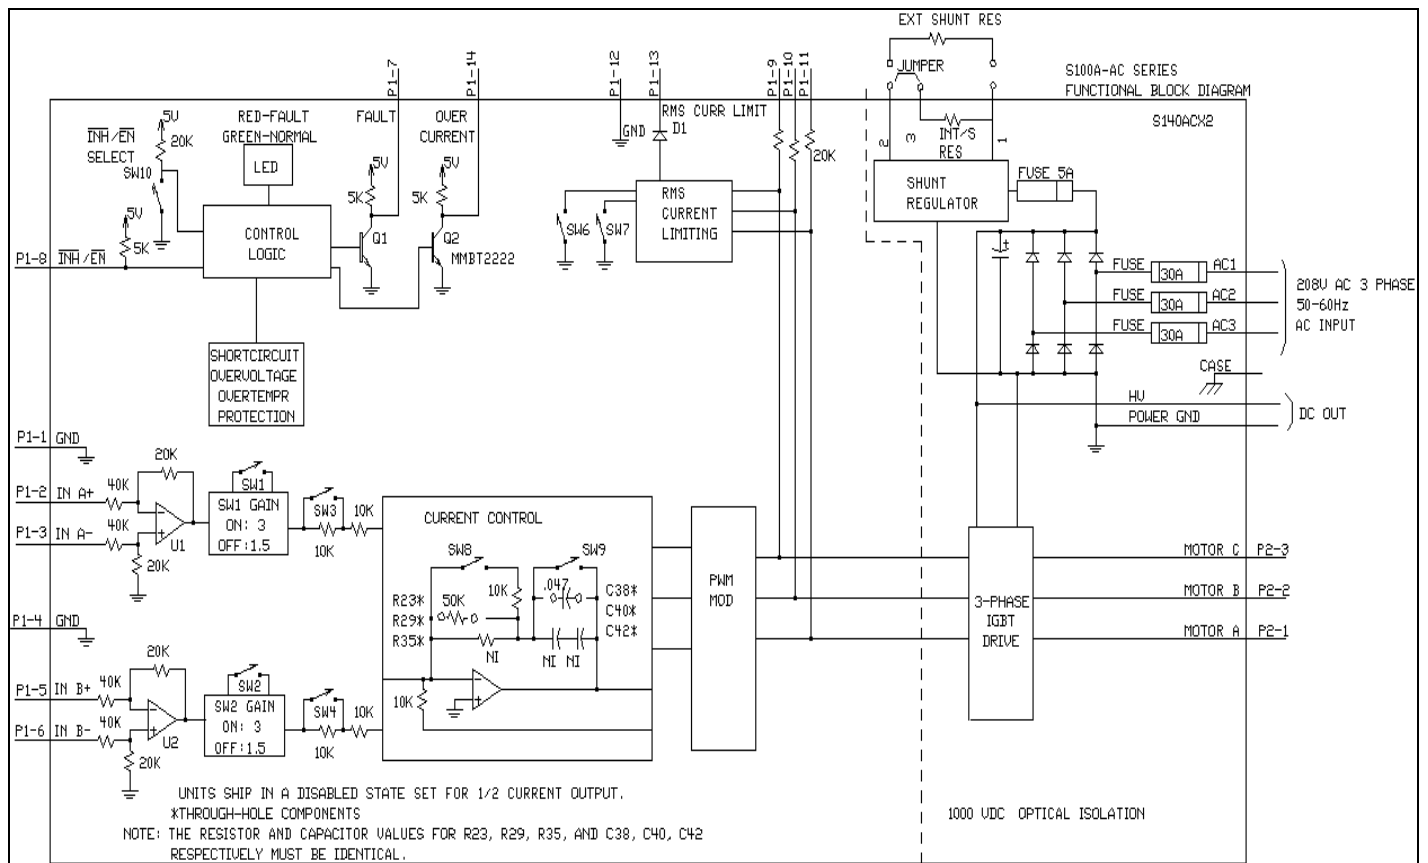 EXT SHUNT RES
P1-7
P1-14
P1-12
P1-13
P1-9
P1-10
P1-11
JUMPER
S100A-AC SERIES
FUNCTIONAL BLOCK DIAGRAM
S140ACX2
INH/EN
SELECT
SW10
5V
20K
RED-FAULT
GREEN-NORMAL
LED
FAULT
OVER
CURRENT
GND
RMS CURR LIMIT
D1
20K
2
3
INT/S
RES
1
5V
5K
5V
5K
Q1
5V
5K
Q2
MMBT2222
CONTROL
LOGIC
SW6
SW7
RMS
CURRENT
LIMITING
SHUNT
REGULATOR
FUSE 5A
+
P1-8
INH/EN
FUSE
30A
AC1
FUSE
30A
AC2
FUSE
30A
AC3
208V AC 3 PHASE
50-60Hz
AC INPUT
SHORTCIRCUIT
OVERVOLTAGE
OVERTEMPR
PROTECTION
CASE
HV
POWER GND
DC OUT
P1-1
GND
20K
P1-2
IN A+
40K
P1-3
IN A-
40K
-
+
U1
20K
SW1
SW1 GAIN
ON: 3
OFF:1.5
SW3
10K
10K
CURRENT CONTROL
SW8
SW9
R23*
R29*
R35*
50K
10K
.047
C38*
C40*
C42*
NI
NI
NI
10K
-
+
PWM
MOD
3-PHASE
IGBT
DRIVE
MOTOR C
P2-3
MOTOR B
P2-2
MOTOR A
P2-1
P1-4
GND
20K
P1-5
IN B+
40K
P1-6
IN B-
40K
-
+
U2
20K
SW2
SW2 GAIN
ON: 3
OFF:1.5
SW4
10K
10K
UNITS SHIP IN A DISABLED STATE SET FOR 1/2 CURRENT OUTPUT.
*THROUGH-HOLE COMPONENTS
NOTE: THE RESISTOR AND CAPACITOR VALUES FOR R23, R29, R35, AND C38, C40, C42
RESPECTIVELY MUST BE IDENTICAL.
1000 VDC OPTICAL ISOLATION